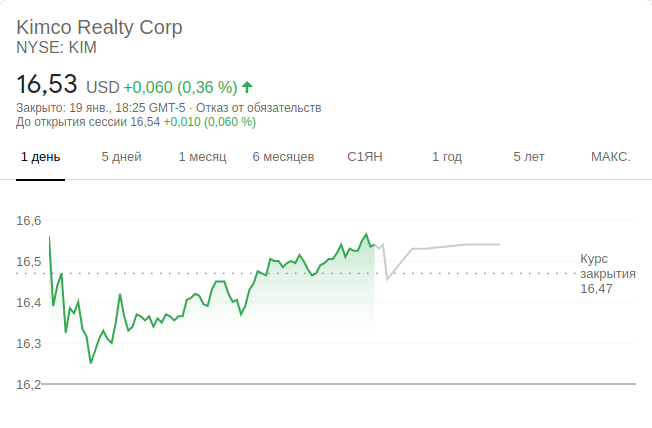 Kimco Realty Corp
NYSE: KIM
16,53 USD +0,060 (0,36 %)
Закрыто: 19 янв., 18:25 GMT-5 · Отказ от обязательств
До открытия сессии 16,54 +0,010 (0,060 %)
1 день 5 дней 1 месяц 6 месяцев С1ЯН 1 год 5 лет МАКС.
16,6
16,5
Курс
закрытия
16,47
16,4
16,3
16,2